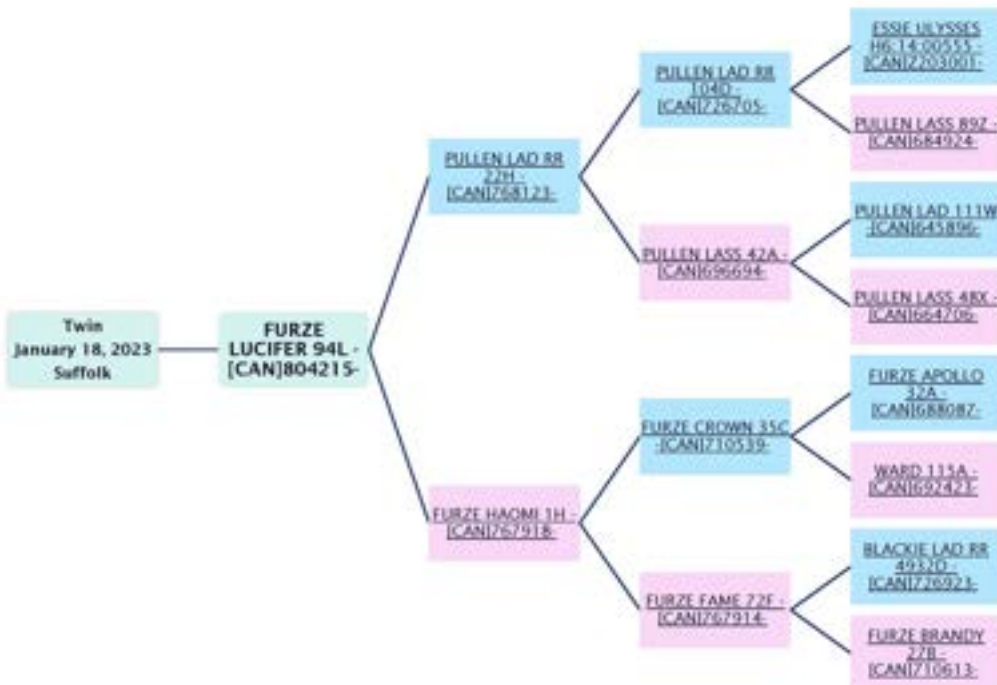 Twin
January 18, 2023
Suffolk
FURZE
LUCIFER 94L -
[CAN]804215-
PULLEN LAD RR
22H -
[CAN]768123-
FURZE HAOMI 1H -
[CAN]767918-
PULLEN LAD RR
104D -
[CAN]726705-
PULLEN LASS 42A -
[CAN]696694-
FURZE CROWN 35C
-[CAN]710539-
FURZE FAME 72F -
[CAN]767914-
ESSIE ULYSSES
H6:14:00555 -
[CAN]Z203001-
PULLEN LASS 89Z -
[CAN]684924-
PULLEN LAD 111W
-[CAN]645896-
PULLEN LASS 48X -
[CAN]664706-
FURZE APOLLO
32A -
[CAN]688087-
WARD 115A -
[CAN]692423-
BLACKIE LAD RR
4932D -
[CAN]726923-
FURZE BRANDY
27B -
[CAN]710613-